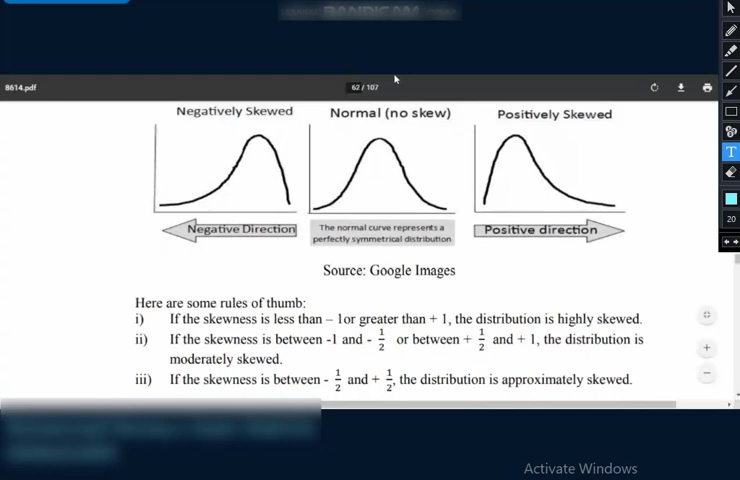 BANDICAM
8614.pdf
62 / 107
Negatively Skewed
Normal (no skew)
Positively Skewed
Negative Direction
The normal curve represents a
perfectly symmetrical distribution
Positive direction
Source: Google Images
Here are some rules of thumb:
i) If the skewness is less than – 1or greater than + 1, the distribution is highly skewed.
ii) If the skewness is between -1 and - 1/2 or between + 1/2 and + 1, the distribution is
moderately skewed.
iii) If the skewness is between - 1/2 and + 1/2, the distribution is approximately skewed.
T
20
Activate Windows